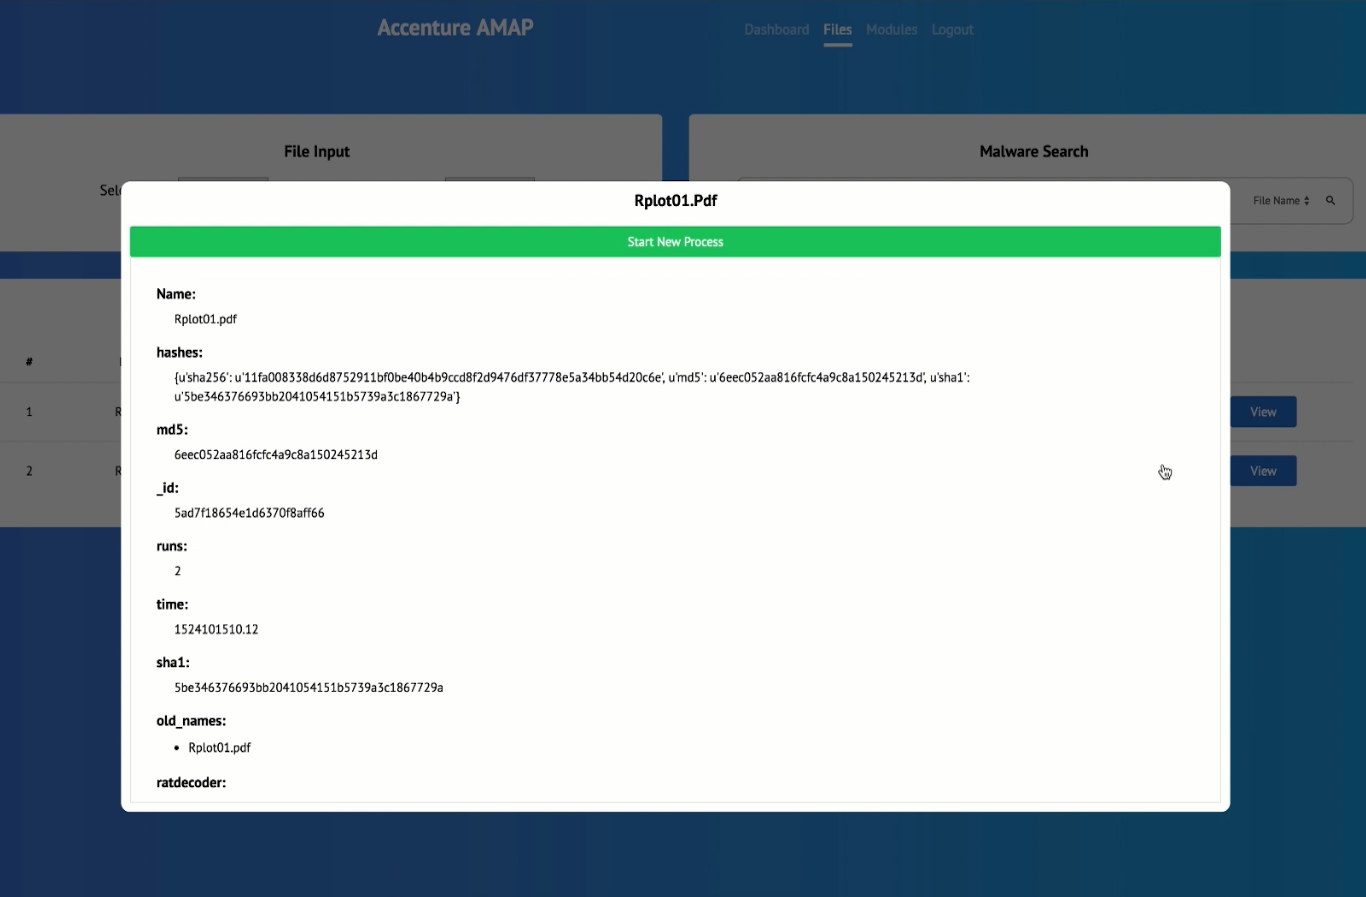 Accenture AMAP
Dashboard Files Modules Logout
File Input
Malware Search
File Name
Rplot01.Pdf
Start New Process
Name:
Rplot01.pdf
hashes:
{u'sha256': u'11fa008338d6d8752911bf0be40b4b9ccd8f2d9476df37778e5a34bb54d20c6e', u'md5': u'6eec052aa816fcfc4a9c8a150245213d', u'sha1':
u'5be346376693bb2041054151b5739a3c1867729a'}
md5:
6eec052aa816fcfc4a9c8a150245213d
_id:
5ad7f18654e1d6370f8aff66
runs:
2
time:
1524101510.12
sha1:
5be346376693bb2041054151b5739a3c1867729a
old_names:
• Rplot01.pdf
ratdecoder:
#
1
View
2
View